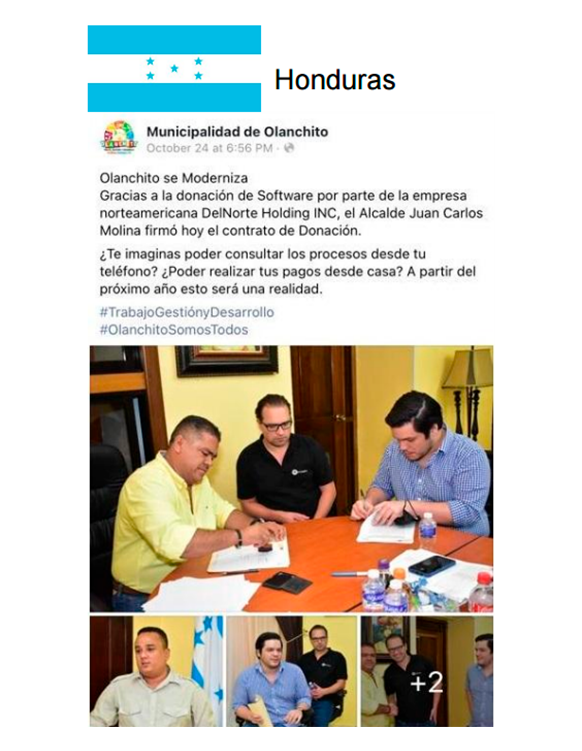 Honduras
Municipalidad de Olanchito
October 24 at 6:56 PM ·
Olanchito se Moderniza
Gracias a la donación de Software por parte de la empresa
norteamericana DelNorte Holding INC, el Alcalde Juan Carlos
Molina firmó hoy el contrato de Donación.
¿Te imaginas poder consultar los procesos desde tu
teléfono? ¿Poder realizar tus pagos desde casa? A partir del
próximo año esto será una realidad.
#TrabajoGestiónyDesarrollo
#OlanchitoSomosTodos
+2